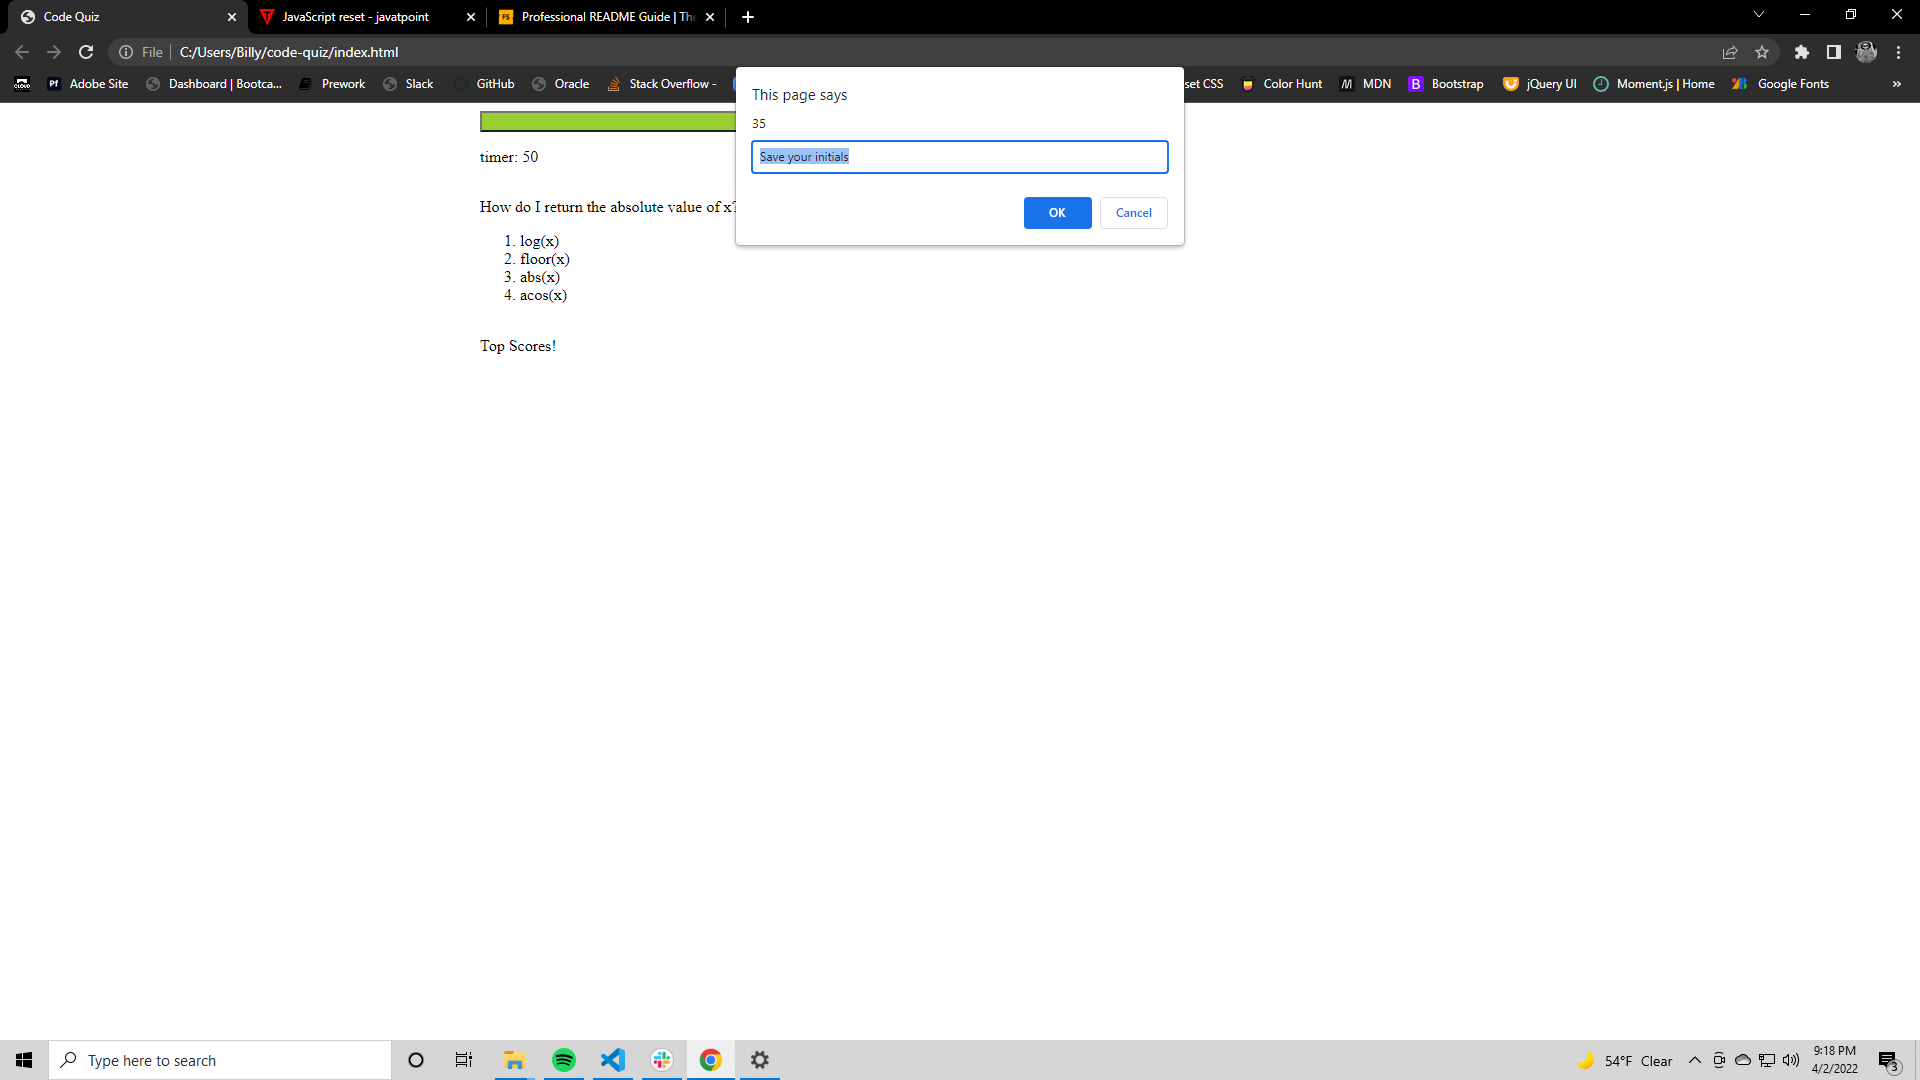 Code Quiz
JavaScript reset - javatpoint
Professional README Guide | The
File
C:/Users/Billy/code-quiz/index.html
Adobe Site
Dashboard | Bootca...
Prework
Slack
GitHub
Oracle
Stack Overflow -
set CSS
Color Hunt
MDN
Bootstrap
jQuery UI
Moment.js | Home
Google Fonts
»
This page says
35
Save your initials
OK
Cancel
timer: 50
How do I return the absolute value of x?
1. log(x)
2. floor(x)
3. abs(x)
4. acos(x)
Top Scores!
Type here to search
54°F Clear
9:18 PM
4/2/2022
3